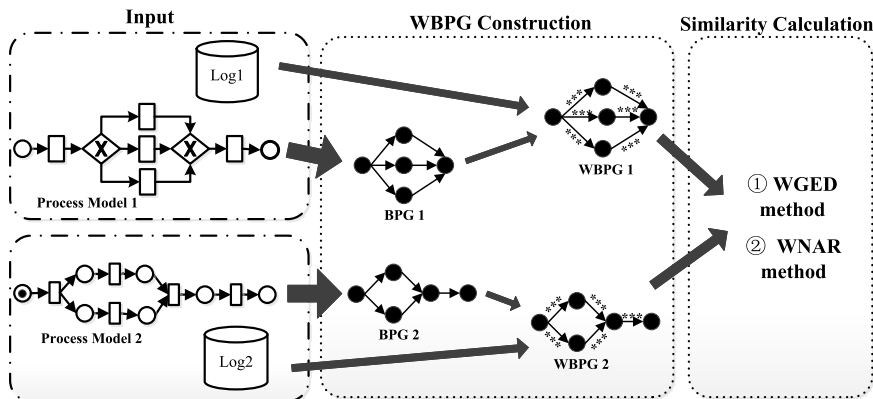 Input
WBPG Construction
Similarity Calculation
Log1
X
X
Process Model 1
BPG 1
***
***
***
***
***
***
WBPG 1
① WGED
method
② WNAR
method
Process Model 2
Log2
BPG 2
***
***
***
***
***
WBPG 2